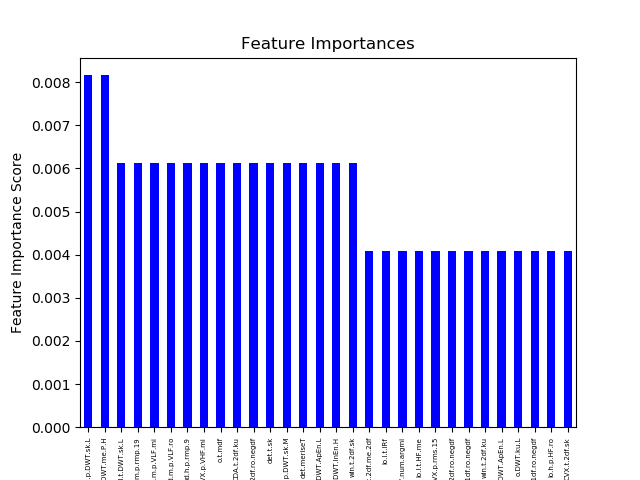 Feature Importances
Feature Importance Score
0.008
0.007
0.006
0.005
0.004
0.003
0.002
0.001
0.000
.p.DWT.sk.L
DWT.me.P.H
.t.DWT.sk.L
m.p.rmp.19
.m.p.VLF.mi
.m.p.VLF.ro
d.h.p.rmp.9
VX.p.VHF.mi
o.t.mdf
DA.t.2df.ku
2df.ro.negdf
det.t.sk
.p.DWT.sk.M
det.meriseT
DWT.ApEn.L
DWT.InEn.H
win.t.2df.sk
.2df.me.2df
lo.l.t.IRf
.num.argmi
lo.l.t.HF.me
VX.p.rms.15
2df.ro.negdf
1df.ro.negdf
win.t.2df.ku
DWT.ApEn.L
o.DWT.ku.L
1df.ro.negdf
lo.h.p.HF.ro
CVX.t.2df.sk